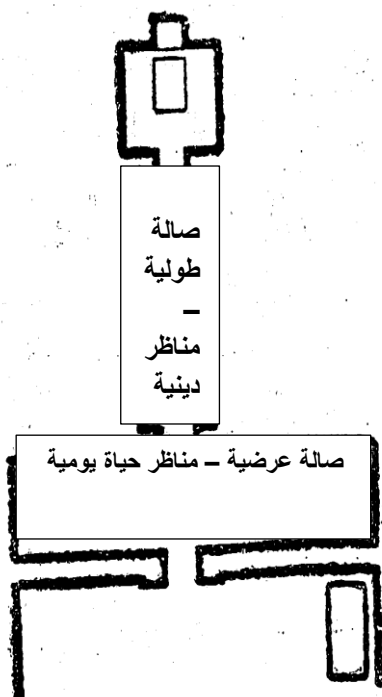 صالة
طولية
–
مناظر
دينية
صالة عرضية – مناظر حياة يومية